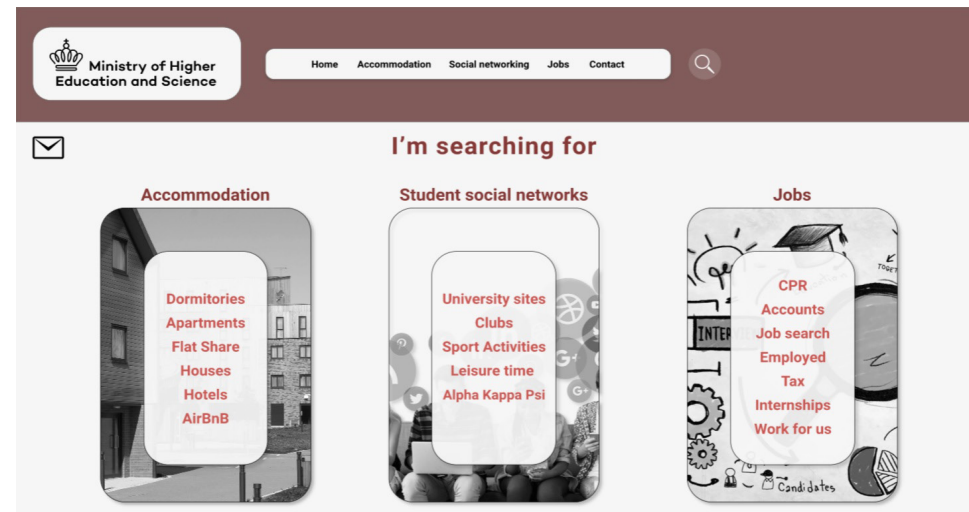 Ministry of Higher
Education and Science
Home Accommodation Social networking Jobs Contact
I'm searching for
Accommodation
Dormitories
Apartments
Flat Share
Houses
Hotels
AirBnB
Student social networks
University sites
Clubs
Sport Activities
Leisure time
Alpha Kappa Psi
G+
G+
Jobs
CPR
Accounts
Job search
Employed
Tax
Internships
Work for us
Candidates